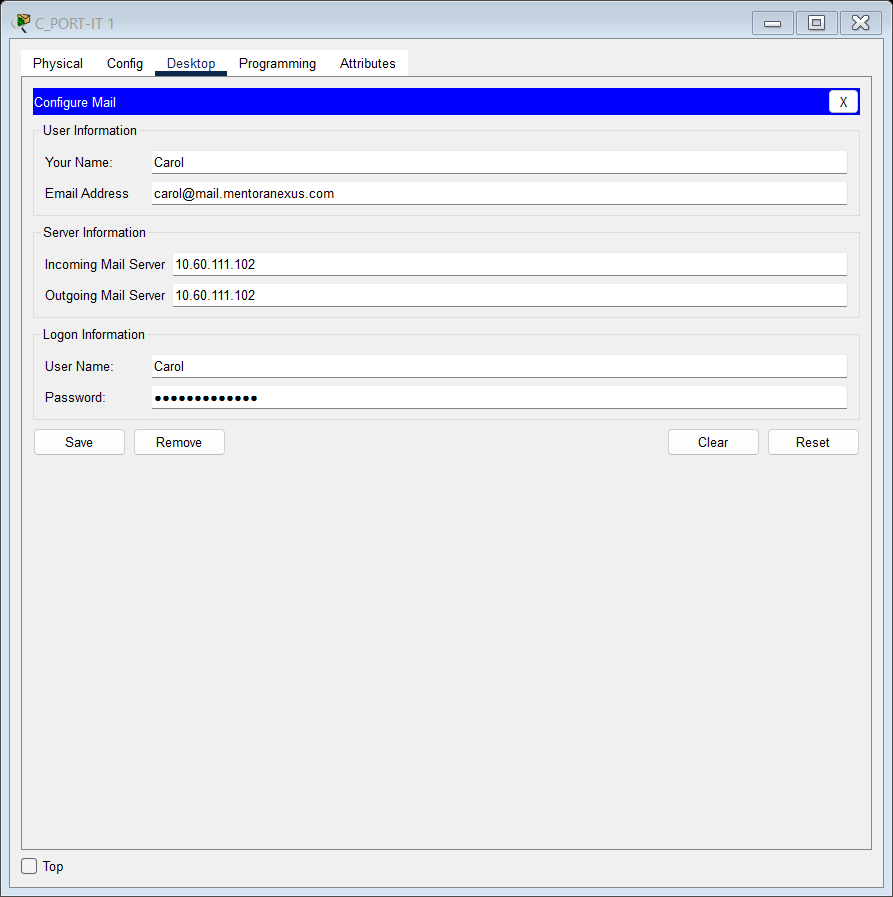 C_PORT-IT 1
Physical Config Desktop Programming Attributes
Configure Mail X
User Information
Your Name: Carol
Email Address carol@mail.mentoranexus.com
Server Information
Incoming Mail Server 10.60.111.102
Outgoing Mail Server 10.60.111.102
Logon Information
User Name: Carol
Password: •••••••••••••
Save Remove Clear Reset
Top